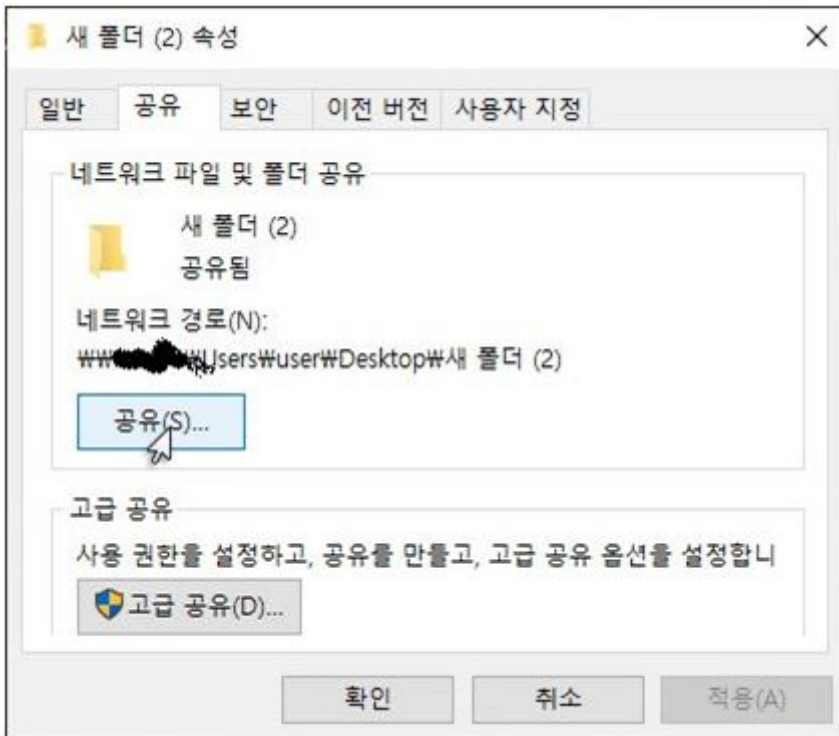 새 폴더 (2) 속성
일반 공유 보안 이전 버전 사용자 지정
네트워크 파일 및 폴더 공유
새 폴더 (2)
공유됨
네트워크 경로(N):
₩₩ ₩Users₩user₩Desktop₩새 폴더 (2)
공유(S)...
고급 공유
사용 권한을 설정하고, 공유를 만들고, 고급 공유 옵션을 설정합니
고급 공유(D)...
확인 취소 적용(A)